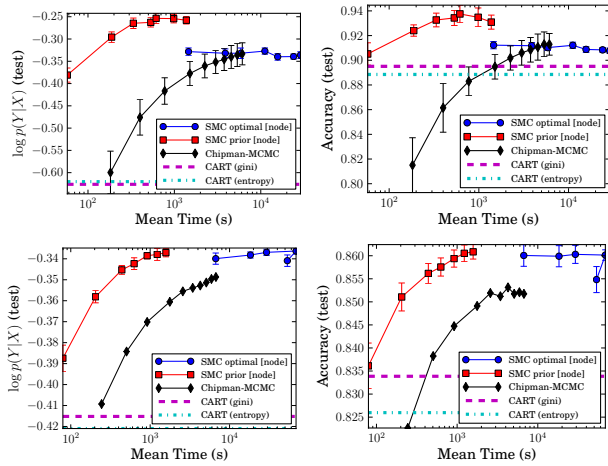 −0.20
−0.25
−0.30
−0.35
−0.40
−0.45
−0.50
−0.55
−0.60
log p(Y|X) (test)
10²
10³
10⁴
Mean Time (s)
SMC optimal [node]
SMC prior [node]
Chipman-MCMC
CART (gini)
CART (entropy)
0.94
0.92
0.90
0.88
0.86
0.84
0.82
0.80
Accuracy (test)
10²
10³
10⁴
Mean Time (s)
SMC optimal [node]
SMC prior [node]
Chipman-MCMC
CART (gini)
CART (entropy)
−0.34
−0.35
−0.36
−0.37
−0.38
−0.39
−0.40
−0.41
−0.42
log p(Y|X) (test)
10²
10³
10⁴
Mean Time (s)
SMC optimal [node]
SMC prior [node]
Chipman-MCMC
CART (gini)
CART (entropy)
0.860
0.855
0.850
0.845
0.840
0.835
0.830
0.825
Accuracy (test)
10²
10³
10⁴
Mean Time (s)
SMC optimal [node]
SMC prior [node]
Chipman-MCMC
CART (gini)
CART (entropy)